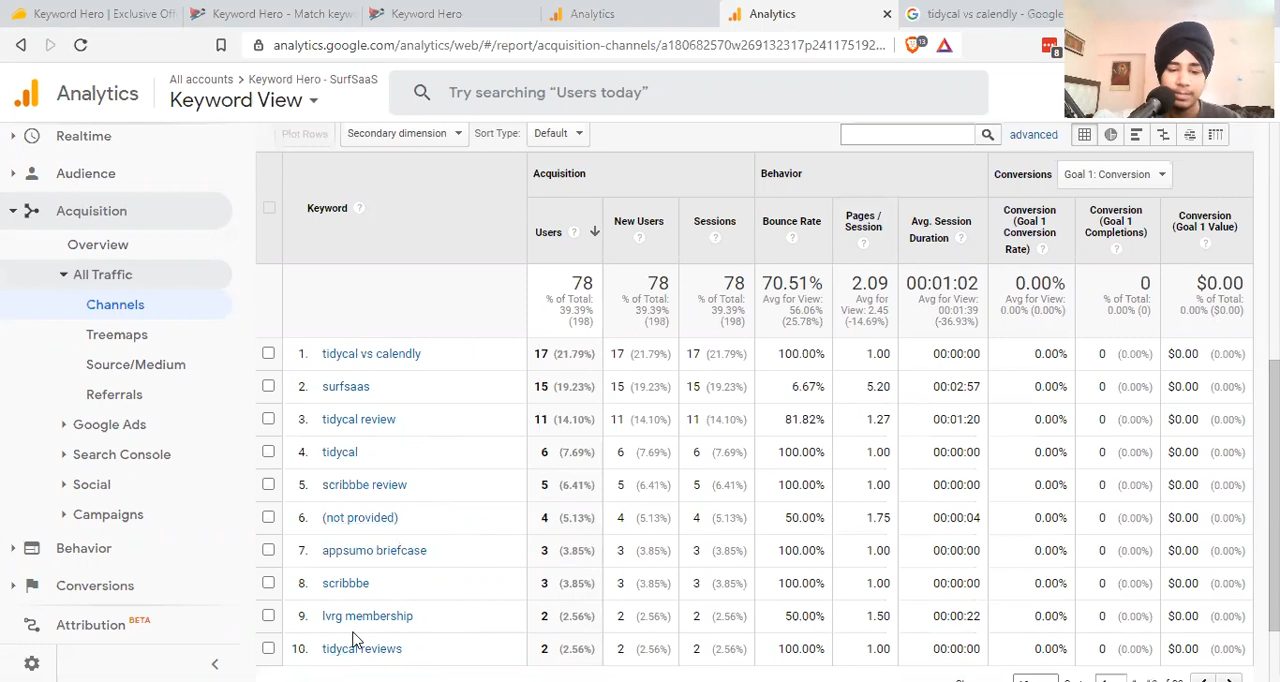 Keyword Hero | Exclusive Off
Keyword Hero - Match keyw
Keyword Hero
Analytics
Analytics
tidycal vs calendly - Google
analytics.google.com/analytics/web/#/report/acquisition-channels/a180682570w269132317p241175192...
13
8
Analytics
All accounts > Keyword Hero - SurfSaaS
Keyword View
Try searching “Users today”
Realtime
Audience
Acquisition
Overview
All Traffic
Channels
Treemaps
Source/Medium
Referrals
Google Ads
Search Console
Social
Campaigns
Behavior
Conversions
Attribution BETA
Plot Rows Secondary dimension Sort Type: Default advanced
Keyword ? Acquisition Behavior Conversions Goal 1: Conversion
Users ? New Users ? Sessions ? Bounce Rate ? Pages / Session ? Avg. Session Duration ? Conversion (Goal 1 Conversion Rate) ? Conversion (Goal 1 Completions) ? Conversion (Goal 1 Value) ?
78 78 78 70.51% 2.09 00:01:02 0.00% 0 $0.00
% of Total: 39.39% (198) % of Total: 39.39% (198) % of Total: 39.39% (198) Avg for View: 56.06% (25.78%) Avg for View: 2.45 (-14.69%) Avg for View: 00:01:39 (-36.93%) Avg for View: 0.00% (0.00%) % of Total: 0.00% (0) % of Total: 0.00% ($0.00)
1. tidycal vs calendly 17 (21.79%) 17 (21.79%) 17 (21.79%) 100.00% 1.00 00:00:00 0.00% 0 (0.00%) $0.00 (0.00%)
2. surfsaas 15 (19.23%) 15 (19.23%) 15 (19.23%) 6.67% 5.20 00:02:57 0.00% 0 (0.00%) $0.00 (0.00%)
3. tidycal review 11 (14.10%) 11 (14.10%) 11 (14.10%) 81.82% 1.27 00:01:20 0.00% 0 (0.00%) $0.00 (0.00%)
4. tidycal 6 (7.69%) 6 (7.69%) 6 (7.69%) 100.00% 1.00 00:00:00 0.00% 0 (0.00%) $0.00 (0.00%)
5. scribbbe review 5 (6.41%) 5 (6.41%) 5 (6.41%) 100.00% 1.00 00:00:00 0.00% 0 (0.00%) $0.00 (0.00%)
6. (not provided) 4 (5.13%) 4 (5.13%) 4 (5.13%) 50.00% 1.75 00:00:04 0.00% 0 (0.00%) $0.00 (0.00%)
7. appsumo briefcase 3 (3.85%) 3 (3.85%) 3 (3.85%) 100.00% 1.00 00:00:00 0.00% 0 (0.00%) $0.00 (0.00%)
8. scribbbe 3 (3.85%) 3 (3.85%) 3 (3.85%) 100.00% 1.00 00:00:00 0.00% 0 (0.00%) $0.00 (0.00%)
9. lvrg membership 2 (2.56%) 2 (2.56%) 2 (2.56%) 50.00% 1.50 00:00:22 0.00% 0 (0.00%) $0.00 (0.00%)
10. tidycal reviews 2 (2.56%) 2 (2.56%) 2 (2.56%) 100.00% 1.00 00:00:00 0.00% 0 (0.00%) $0.00 (0.00%)